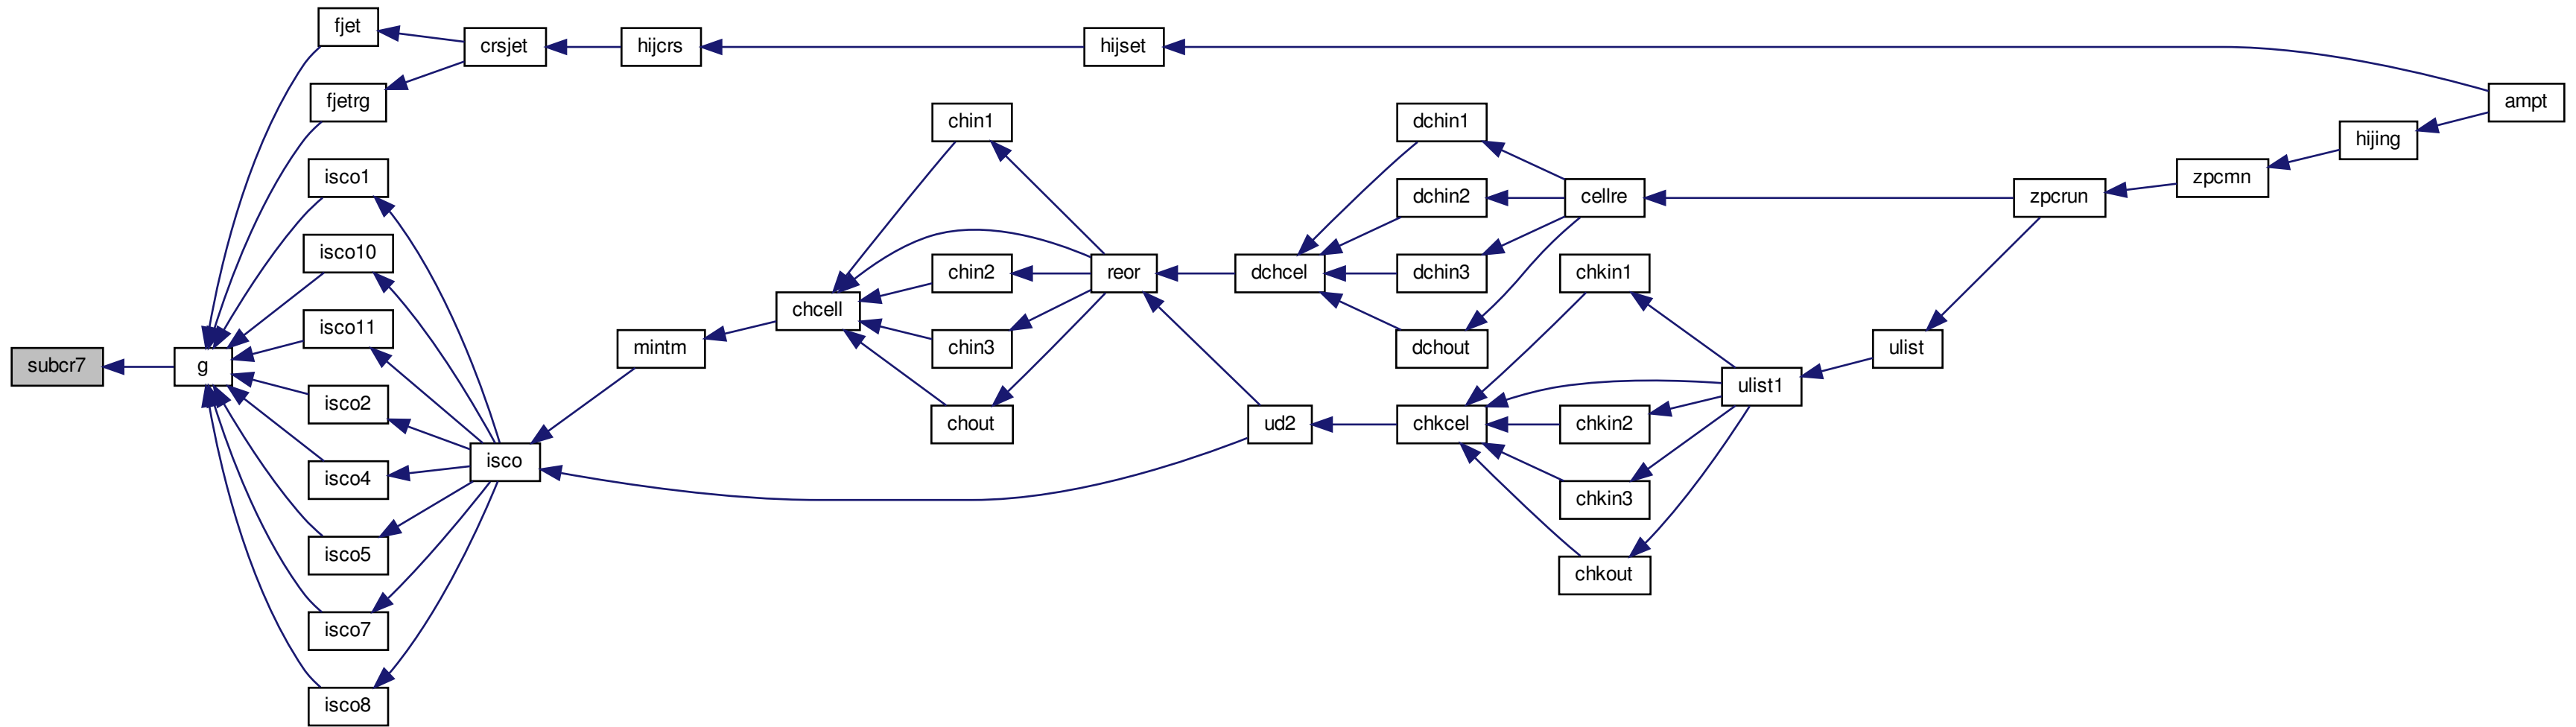 subcr7
g
fjet
fjetrg
isco1
isco10
isco11
isco2
isco4
isco5
isco7
isco8
crsjet
isco
hijcrs
mintm
chcell
chin1
chin2
chin3
chout
hijset
reor
dchcel
ud2
dchin1
dchin2
dchin3
dchout
chkcel
cellre
chkin1
chkin2
chkin3
chkout
ulist1
ulist
zpcrun
zpcmn
hijing
ampt